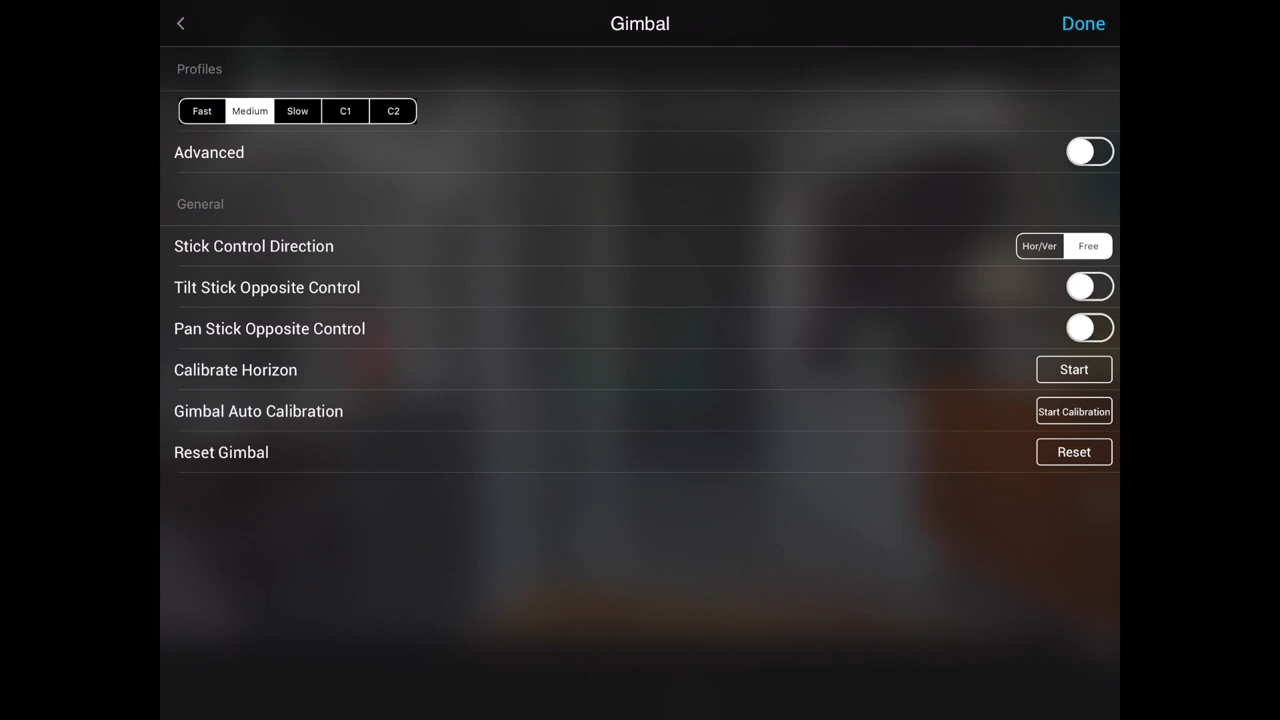 Gimbal
Done
Profiles
Fast Medium Slow C1 C2
Advanced
General
Stick Control Direction Hor/Ver Free
Tilt Stick Opposite Control
Pan Stick Opposite Control
Calibrate Horizon Start
Gimbal Auto Calibration Start Calibration
Reset Gimbal Reset